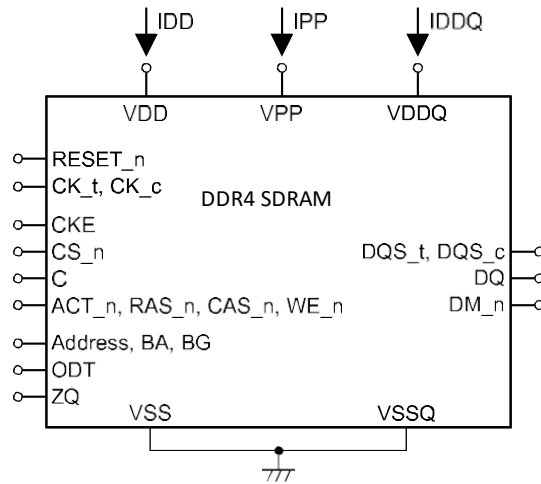 IDD IPP IDDQ
VDD VPP VDDQ
RESET_n
CK_t, CK_c
DDR4 SDRAM
CKE
CS_n DQS_t, DQS_c
C DQ
ACT_n, RAS_n, CAS_n, WE_n DM_n
Address, BA, BG
ODT
ZQ
VSS VSSQ